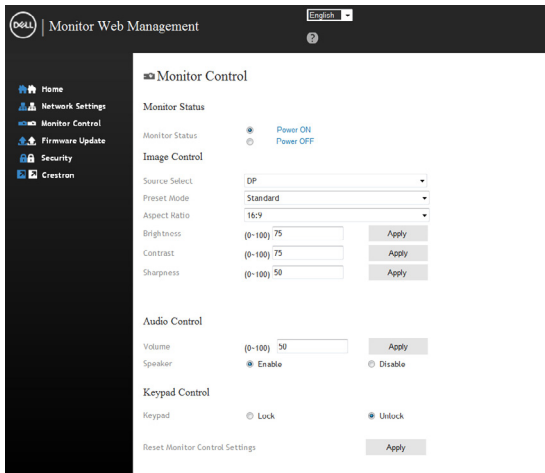 DELL
Monitor Web Management
English
?
Home
Network Settings
Monitor Control
Firmware Update
Security
Crestron
Monitor Control
Monitor Status
Monitor Status
Power ON
Power OFF
Image Control
Source Select DP
Preset Mode Standard
Aspect Ratio 16:9
Brightness (0~100) 75 Apply
Contrast (0~100) 75 Apply
Sharpness (0~100) 50 Apply
Audio Control
Volume (0~100) 50 Apply
Speaker Enable Disable
Keypad Control
Keypad Lock Unlock
Reset Monitor Control Settings Apply